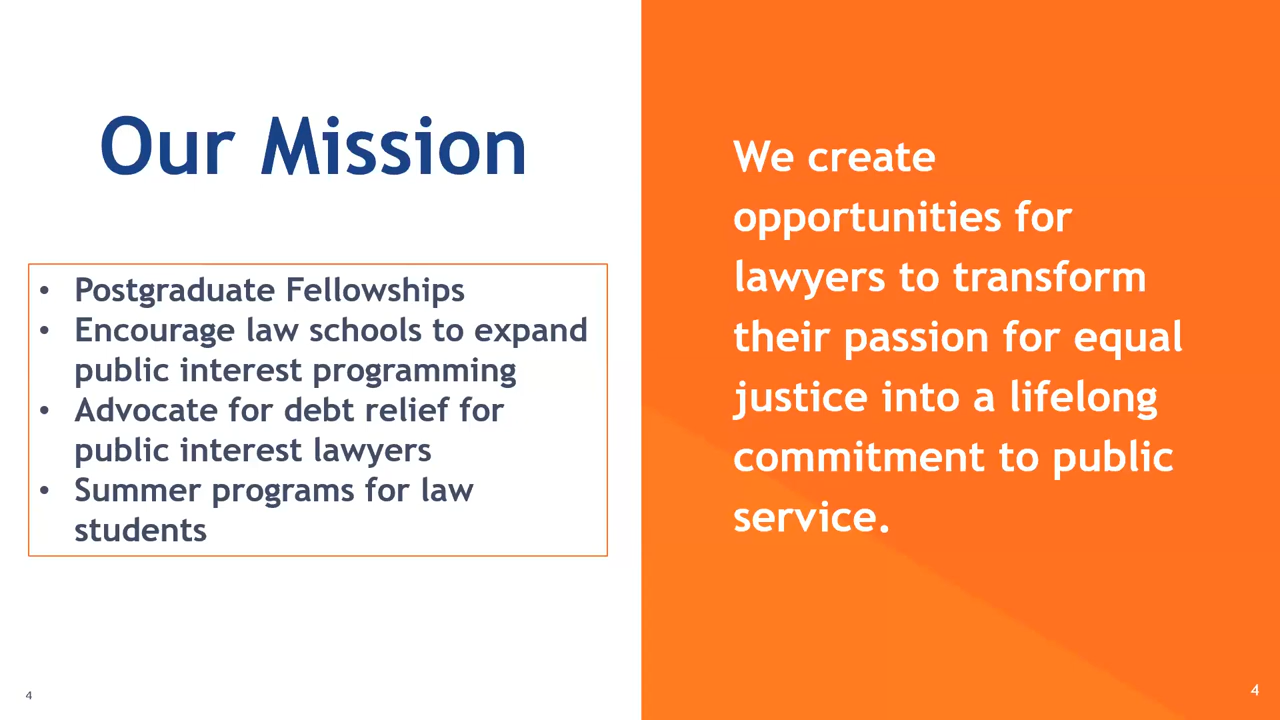 Our Mission
• Postgraduate Fellowships
• Encourage law schools to expand
public interest programming
• Advocate for debt relief for
public interest lawyers
• Summer programs for law
students
4
We create
opportunities for
lawyers to transform
their passion for equal
justice into a lifelong
commitment to public
service.
4